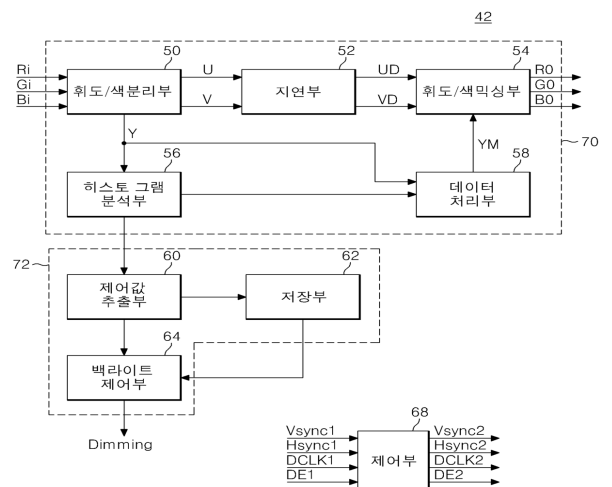 42
50
52
54
Ri
Gi
Bi
휘도/색분리부
U
V
지연부
UD
VD
휘도/색믹싱부
R0
G0
B0
Y
YM
70
56
58
히스토 그램
분석부
데이터
처리부
72
60
62
제어값
추출부
저장부
64
백라이트
제어부
Dimming
68
Vsync1
Hsync1
DCLK1
DE1
제어부
Vsync2
Hsync2
DCLK2
DE2